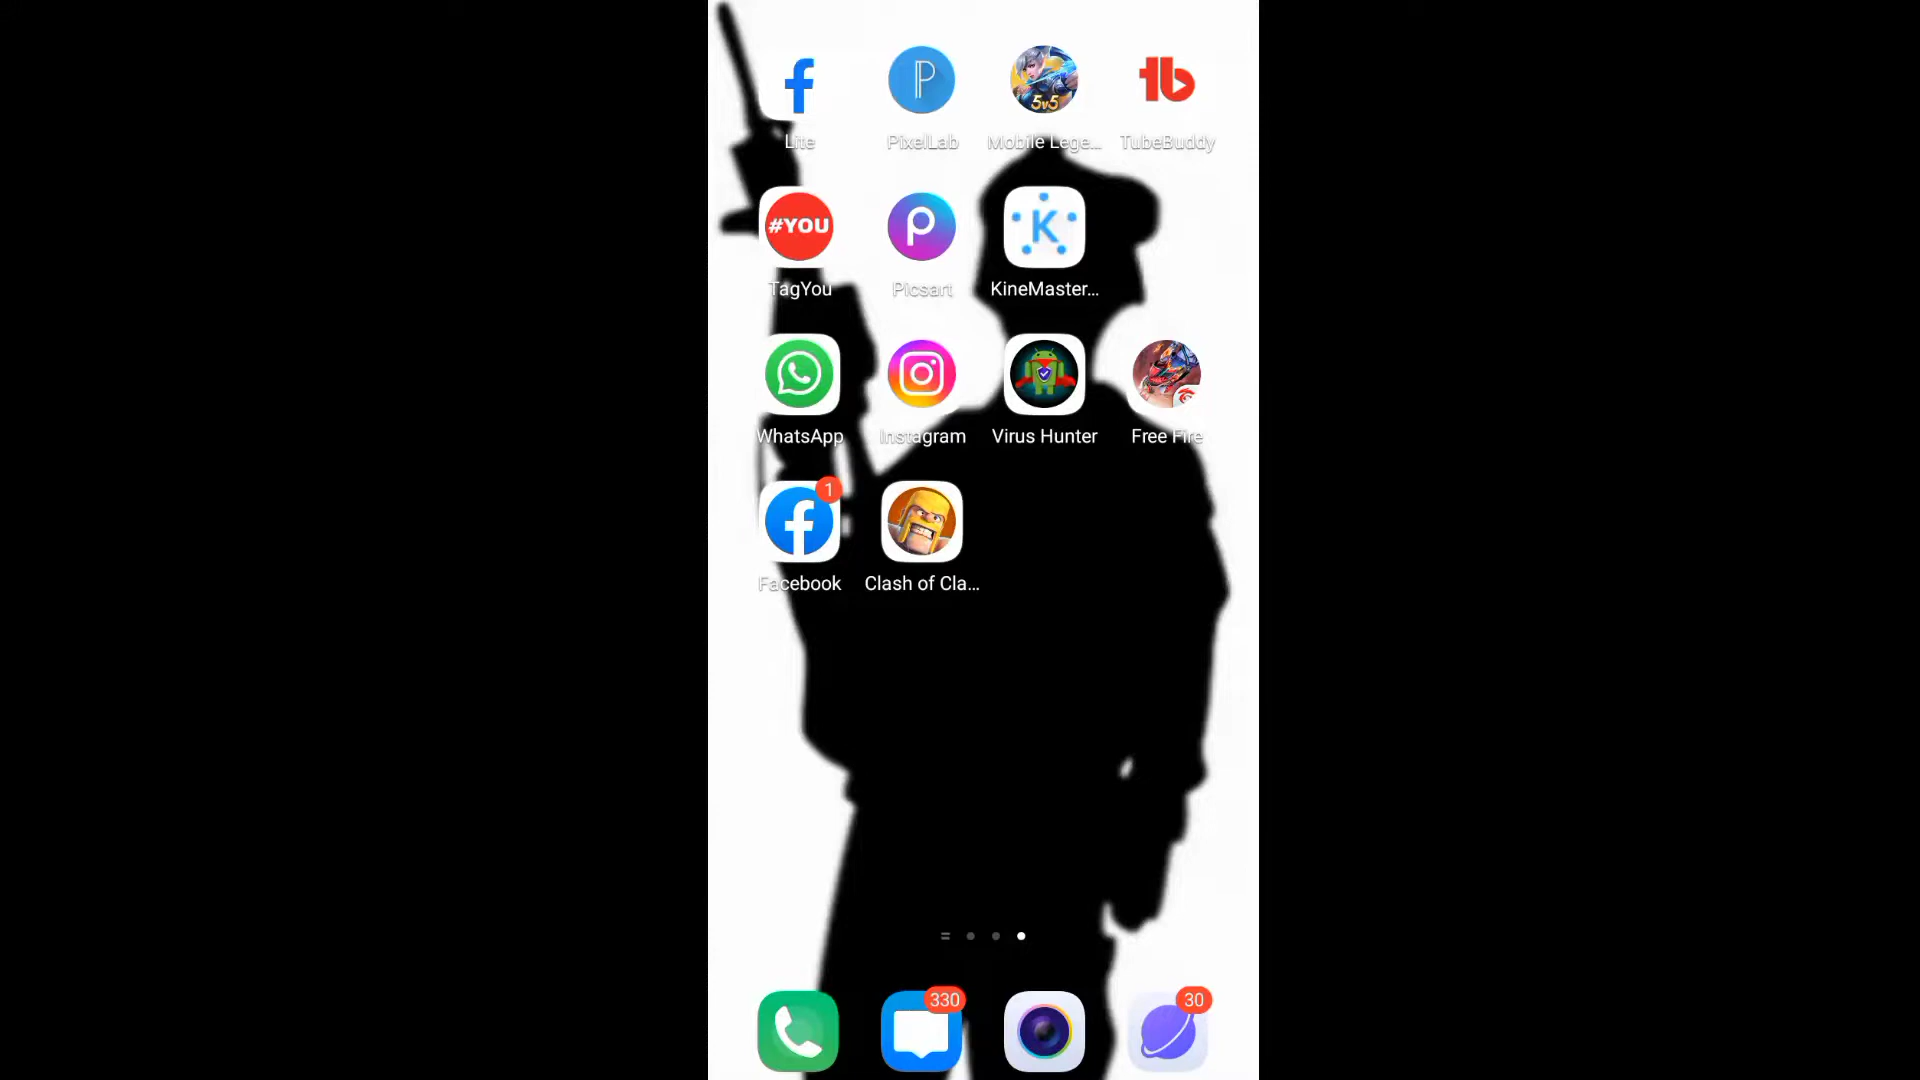 5v5
Lite PixelLab Mobile Lege... TubeBuddy
#YOU
TagYou Picsart KineMaster...
WhatsApp Instagram Virus Hunter Free Fire
1
Facebook Clash of Cla...
330 30